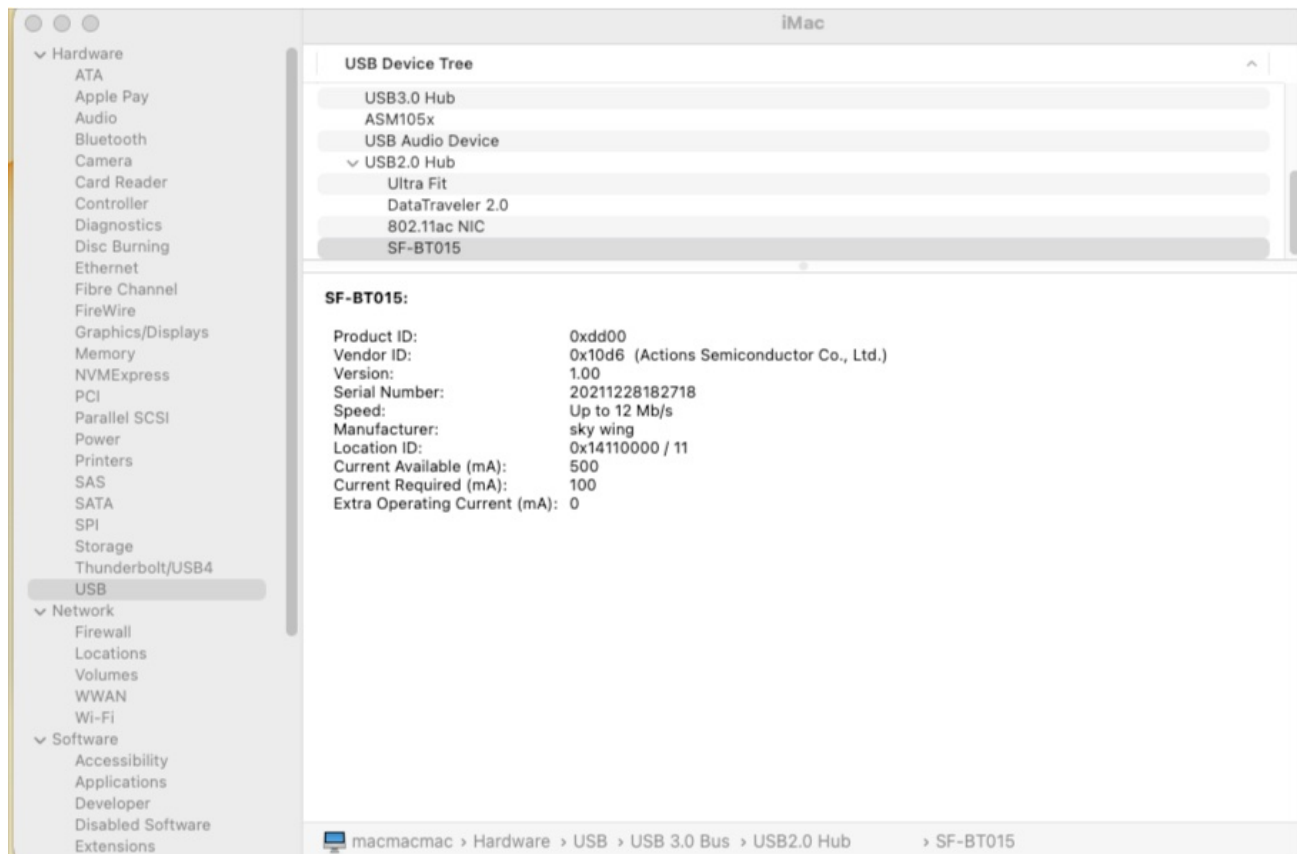 iMac
Hardware
ATA
Apple Pay
Audio
Bluetooth
Camera
Card Reader
Controller
Diagnostics
Disc Burning
Ethernet
Fibre Channel
FireWire
Graphics/Displays
Memory
NVMExpress
PCI
Parallel SCSI
Power
Printers
SAS
SATA
SPI
Storage
Thunderbolt/USB4
USB
Network
Firewall
Locations
Volumes
WWAN
Wi-Fi
Software
Accessibility
Applications
Developer
Disabled Software
Extensions
USB Device Tree
USB3.0 Hub
ASM105x
USB Audio Device
USB2.0 Hub
Ultra Fit
DataTraveler 2.0
802.11ac NIC
SF-BT015
SF-BT015:
Product ID: 0xdd00
Vendor ID: 0x10d6 (Actions Semiconductor Co., Ltd.)
Version: 1.00
Serial Number: 20211228182718
Speed: Up to 12 Mb/s
Manufacturer: sky wing
Location ID: 0x14110000 / 11
Current Available (mA): 500
Current Required (mA): 100
Extra Operating Current (mA): 0
macmacmac › Hardware › USB › USB 3.0 Bus › USB2.0 Hub › SF-BT015